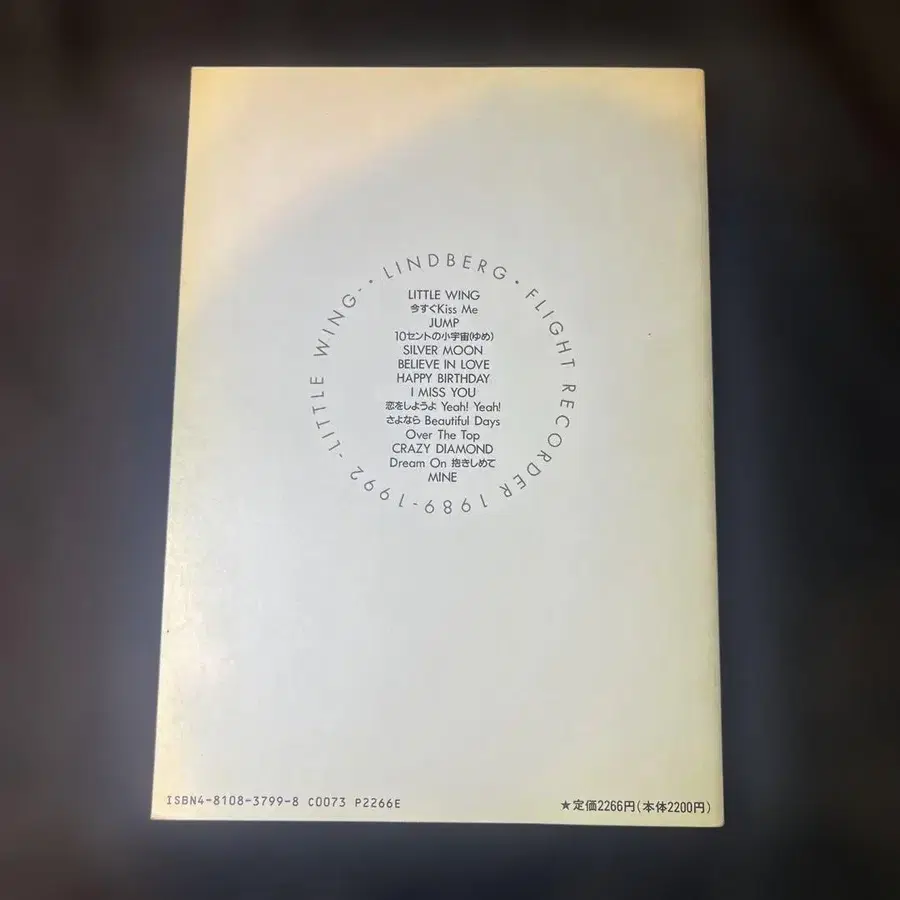 • LINDBERG • FLIGHT RECORDER 1989-1992 - LITTLE WING -
LITTLE WING
今すぐKiss Me
JUMP
10セントの小宇宙(ゆめ)
SILVER MOON
BELIEVE IN LOVE
HAPPY BIRTHDAY
I MISS YOU
恋をしようよ Yeah! Yeah!
さよなら Beautiful Days
Over The Top
CRAZY DIAMOND
Dream On 抱きしめて
MINE
ISBN4-8108-3799-8 C0073 P2266E
★定価2266円(本体2200円)